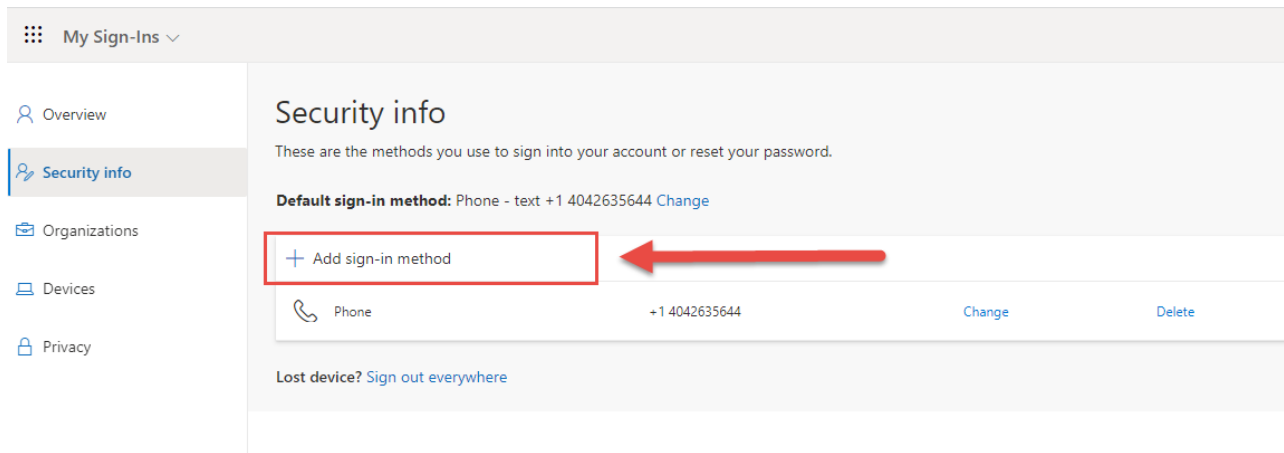 My Sign-Ins
Overview
Security info
Organizations
Devices
Privacy
Security info
These are the methods you use to sign into your account or reset your password.
Default sign-in method: Phone - text +1 4042635644 Change
Add sign-in method
Phone +1 4042635644 Change Delete
Lost device? Sign out everywhere